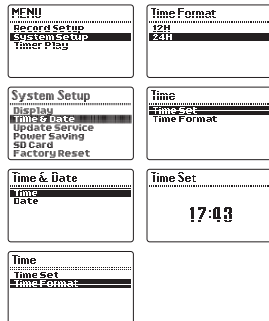 MENU
Record Setup
System Setup
Timer Play
System Setup
Display
Time & Date
Update Service
Power Saving
SD Card
Factory Reset
Time & Date
Time
Date
Time
Time Set
Time Format
Time Format
12H
24H
Time
Time Set
Time Format
Time Set
17:03